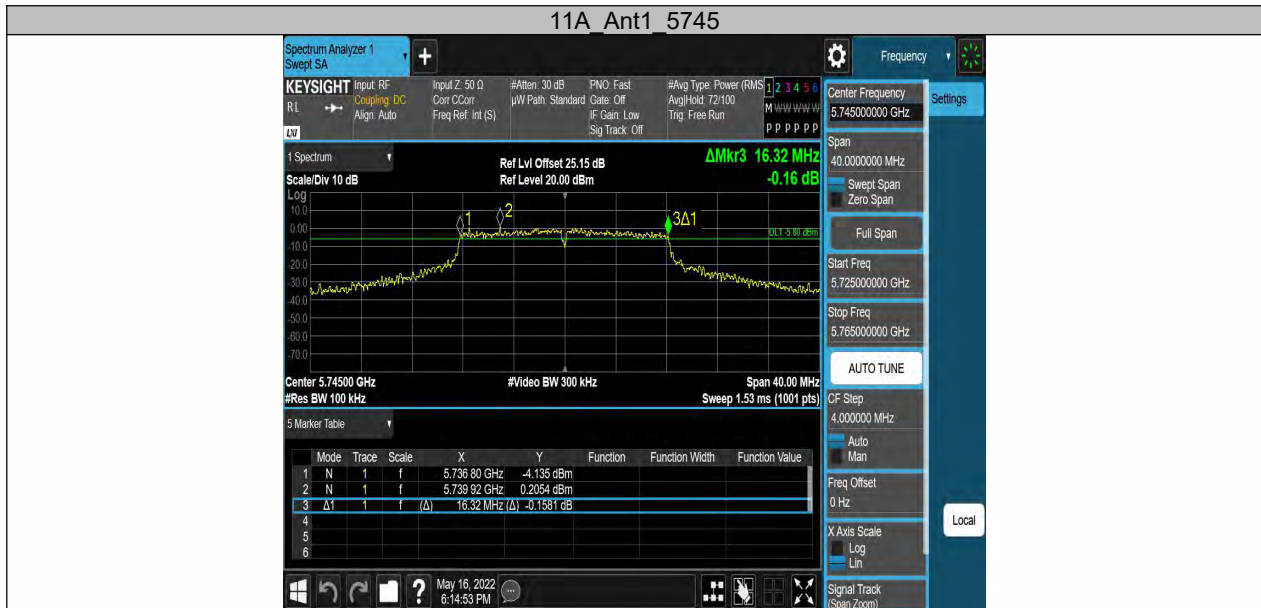 11A_Ant1_5745
Spectrum Analyzer 1
Swept SA
+
Frequency
KEYSIGHT
RL
LXI
Input: RF
Coupling: DC
Align: Auto
Input Z: 50 Ω
Corr CCorr
Freq Ref: Int (S)
#Atten: 30 dB
µW Path: Standard
PNO: Fast
Gate: Off
IF Gain: Low
Sig Track: Off
#Avg Type: Power (RMS
Avg|Hold: 72/100
Trig: Free Run
1 2 3 4 5 6
M W W W W W
P P P P P P
1 Spectrum
Scale/Div 10 dB
Ref Lvl Offset 25.15 dB
Ref Level 20.00 dBm
ΔMkr3 16.32 MHz
-0.16 dB
Log
10.0
0.00
-10.0
-20.0
-30.0
-40.0
-50.0
-60.0
-70.0
1
2
3Δ1
DL1 -5.80 dBm
Center 5.74500 GHz
#Res BW 100 kHz
#Video BW 300 kHz
Span 40.00 MHz
Sweep 1.53 ms (1001 pts)
5 Marker Table
Mode Trace Scale X Y Function Function Width Function Value
1 N 1 f 5.736 80 GHz -4.135 dBm
2 N 1 f 5.739 92 GHz 0.2054 dBm
3 Δ1 1 f (Δ) 16.32 MHz (Δ) -0.1581 dB
4
5
6
?
May 16, 2022
6:14:53 PM
Center Frequency
5.745000000 GHz
Settings
Span
40.0000000 MHz
Swept Span
Zero Span
Full Span
Start Freq
5.725000000 GHz
Stop Freq
5.765000000 GHz
AUTO TUNE
CF Step
4.000000 MHz
Auto
Man
Freq Offset
0 Hz
Local
X Axis Scale
Log
Lin
Signal Track
(Span Zoom)